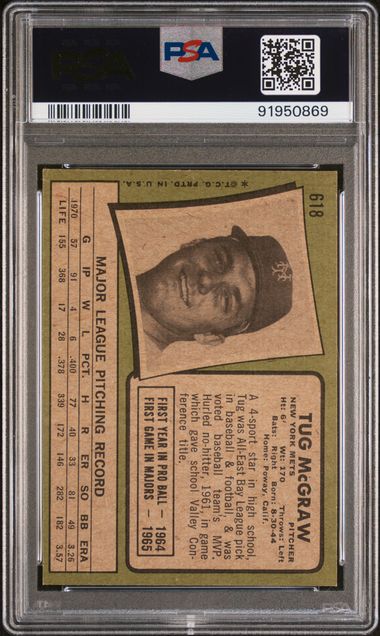 PSA
PSA
91950869
618
*©T.C.G. PRTD. IN U.S.A.
TUG McGRAW
NEW YORK METS PITCHER
Ht: 6' Wt: 170 Throws: Left
Bats: Right Born: 8-30-44
Home: Poway, Calif.
A 4-sport star in high school,
Tug was All-East Bay League pick
in baseball & football, & was
voted baseball team's MVP.
Hurled no-hitter, 1961, in game
which gave school Valley Con-
ference title.
FIRST YEAR IN PRO BALL — 1964
FIRST GAME IN MAJORS — 1965
MAJOR LEAGUE PITCHING RECORD
G IP W L PCT. H R ER SO BB ERA
1970 57 91 4 6 .400 77 40 33 81 49 3.26
LIFE 155 368 17 28 .378 339 172 146 282 182 3.57